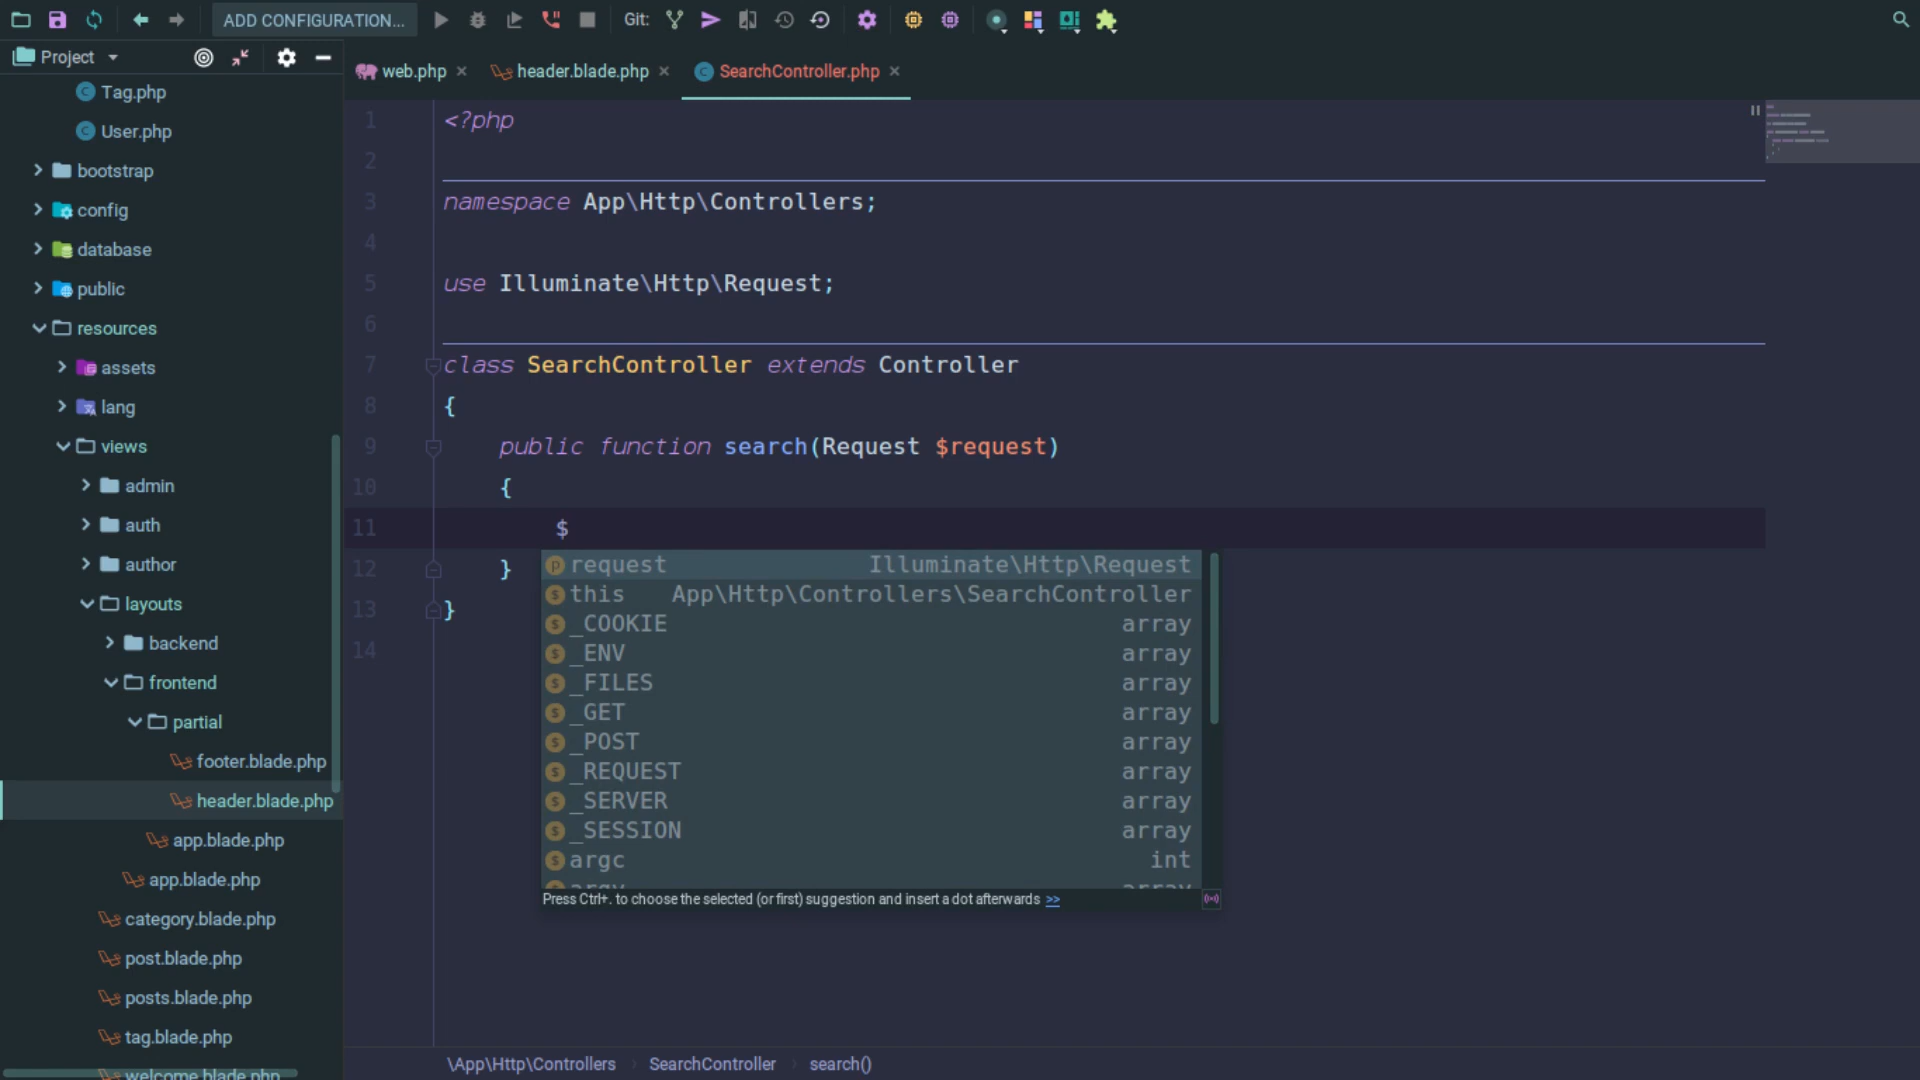 ADD CONFIGURATION...
Git:
Project
web.php
header.blade.php
SearchController.php
Tag.php
User.php
bootstrap
config
database
public
resources
assets
lang
views
admin
auth
author
layouts
backend
frontend
partial
footer.blade.php
header.blade.php
app.blade.php
app.blade.php
category.blade.php
post.blade.php
posts.blade.php
tag.blade.php
welcome.blade.php
1 <?php
2
3 namespace App\Http\Controllers;
4
5 use Illuminate\Http\Request;
6
7 class SearchController extends Controller
8 {
9 public function search(Request $request)
10 {
11 $
12 }
13 }
14
request Illuminate\Http\Request
this App\Http\Controllers\SearchController
_COOKIE array
_ENV array
_FILES array
_GET array
_POST array
_REQUEST array
_SERVER array
_SESSION array
argc int
argv array
Press Ctrl+. to choose the selected (or first) suggestion and insert a dot afterwards >>
\App\Http\Controllers SearchController search()